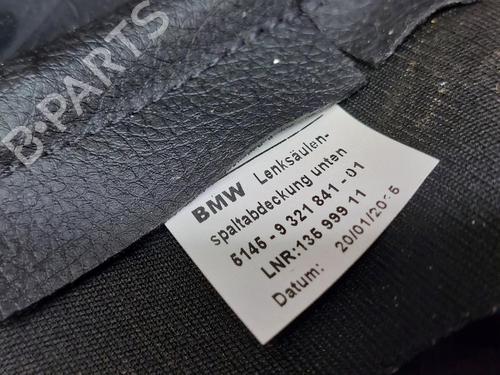 B-PARTS
BMW Lenksäulen-
spaltabdeckung unten
5145 - 9 321 841 - 01
LNR:135 999 11
Datum: